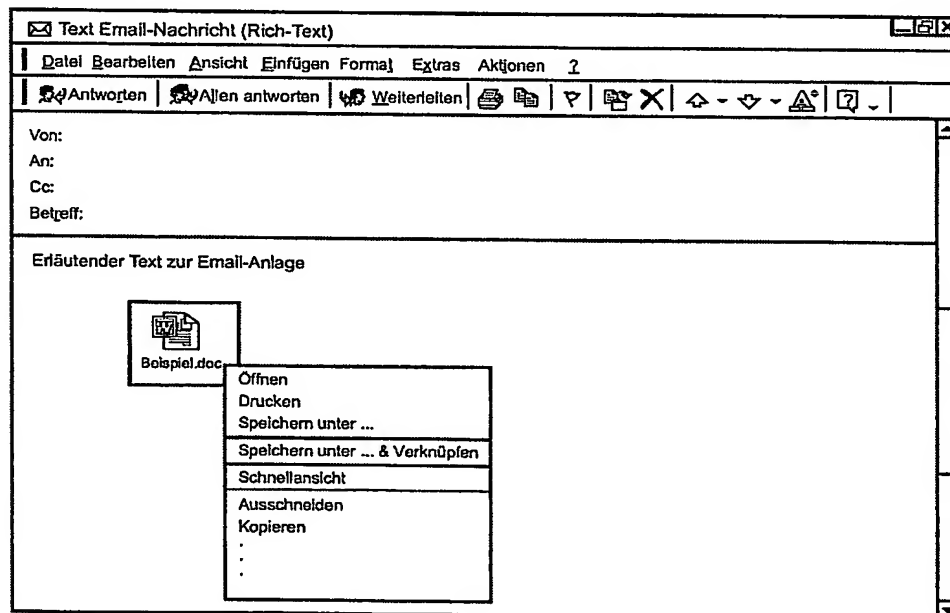 Text Email-Nachricht (Rich-Text)
Datei Bearbeiten Ansicht Einfügen Format Extras Aktionen ?
Antworten Allen antworten Weiterleiten
Von:
An:
Cc:
Betreff:
Erläutender Text zur Email-Anlage
W
Beispiel.doc
Öffnen
Drucken
Speichern unter ...
Speichern unter ... & Verknüpfen
Schnellansicht
Ausschneiden
Kopieren
.
.
.